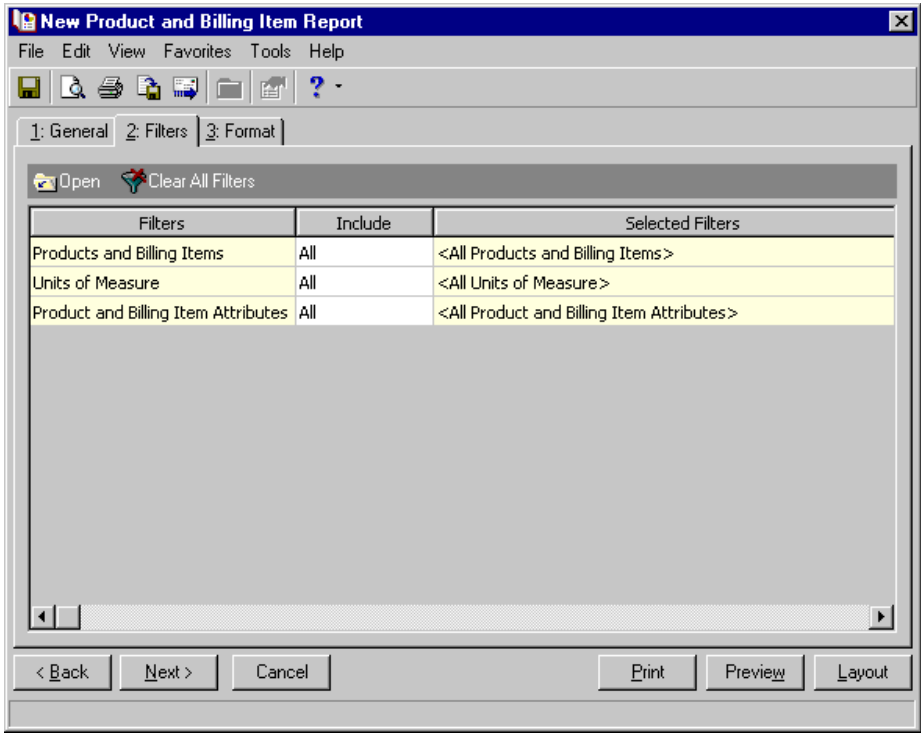 New Product and Billing Item Report
File Edit View Favorites Tools Help
?
1: General 2: Filters 3: Format
Open Clear All Filters
Filters Include Selected Filters
Products and Billing Items All <All Products and Billing Items>
Units of Measure All <All Units of Measure>
Product and Billing Item Attributes All <All Product and Billing Item Attributes>
< Back Next > Cancel Print Preview Layout